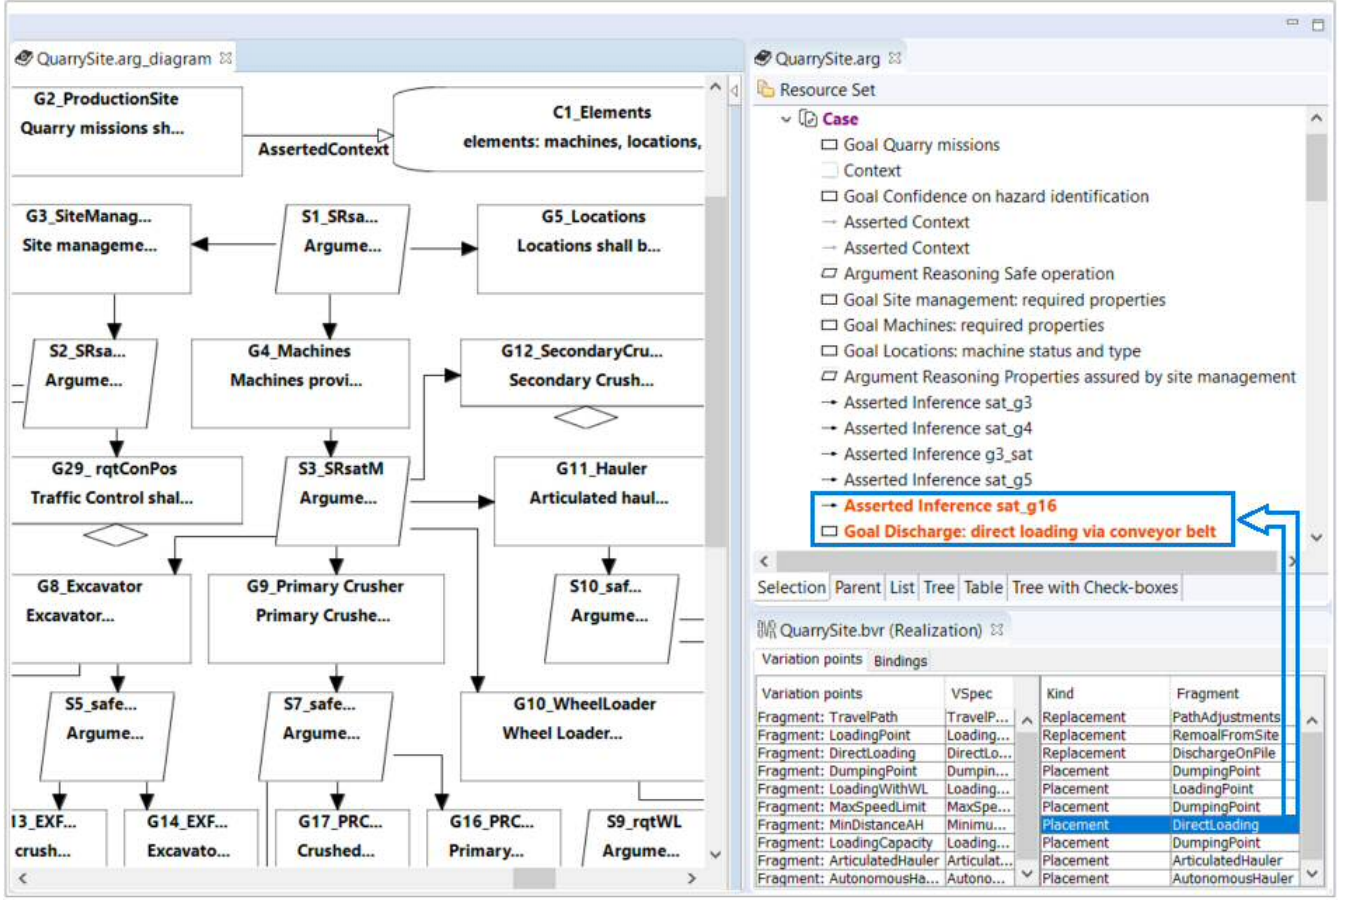 QuarrySite.arg_diagram
G2_ProductionSite
Quarry missions sh...
AssertedContext
C1_Elements
elements: machines, locations,
G3_SiteManag...
Site manageme...
S1_SRsa...
Argume...
G5_Locations
Locations shall b...
S2_SRsa...
Argume...
G4_Machines
Machines provi...
G12_SecondaryCru...
Secondary Crush...
G29_ rqtConPos
Traffic Control shal...
S3_SRsatM
Argume...
G11_Hauler
Articulated haul...
G8_Excavator
Excavator...
G9_Primary Crusher
Primary Crushe...
S10_saf...
Argume...
S5_safe...
Argume...
S7_safe...
Argume...
G10_WheelLoader
Wheel Loader...
13_EXF...
crush...
G14_EXF...
Excavato...
G17_PRC...
Crushed...
G16_PRC...
Primary...
S9_rqtWL
Argume...
QuarrySite.arg
Resource Set
Case
Goal Quarry missions
Context
Goal Confidence on hazard identification
Asserted Context
Asserted Context
Argument Reasoning Safe operation
Goal Site management: required properties
Goal Machines: required properties
Goal Locations: machine status and type
Argument Reasoning Properties assured by site management
Asserted Inference sat_g3
Asserted Inference sat_g4
Asserted Inference g3_sat
Asserted Inference sat_g5
Asserted Inference sat_g16
Goal Discharge: direct loading via conveyor belt
Selection Parent List Tree Table Tree with Check-boxes
QuarrySite.bvr (Realization)
Variation points Bindings
Variation points VSpec Kind Fragment
Fragment: TravelPath TravelP... Replacement PathAdjustments
Fragment: LoadingPoint Loading... Replacement RemoalFromSite
Fragment: DirectLoading DirectLo... Replacement DischargeOnPile
Fragment: DumpingPoint Dumpin... Placement DumpingPoint
Fragment: LoadingWithWL Loading... Placement LoadingPoint
Fragment: MaxSpeedLimit MaxSpe... Placement DumpingPoint
Fragment: MinDistanceAH Minimu... Placement DirectLoading
Fragment: LoadingCapacity Loading... Placement DumpingPoint
Fragment: ArticulatedHauler Articulat... Placement ArticulatedHauler
Fragment: AutonomousHa... Autono... Placement AutonomousHauler